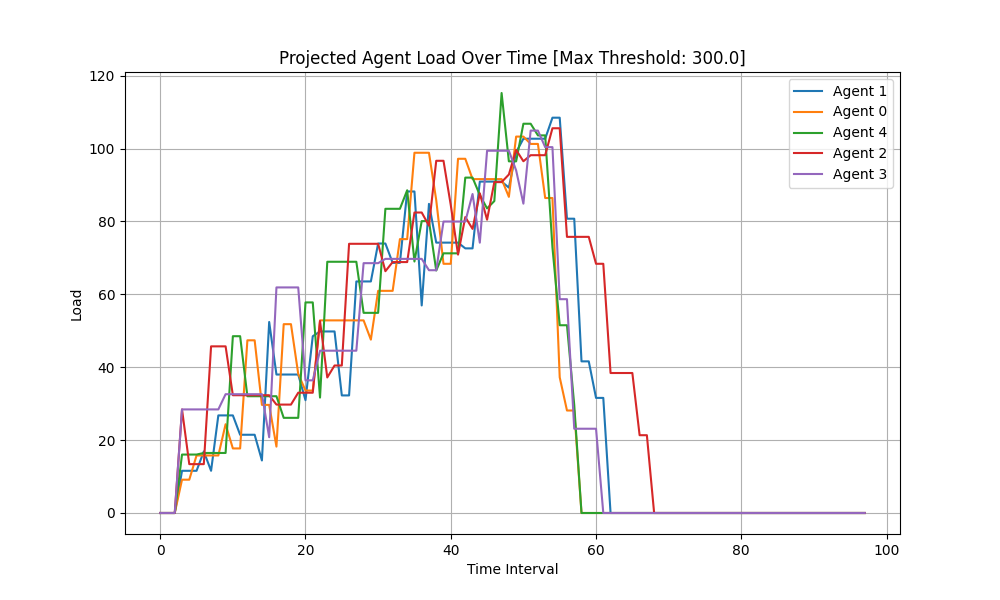 Projected Agent Load Over Time [Max Threshold: 300.0]
120
100
80
60
40
20
0
Load
0 20 40 60 80 100
Time Interval
Agent 1
Agent 0
Agent 4
Agent 2
Agent 3